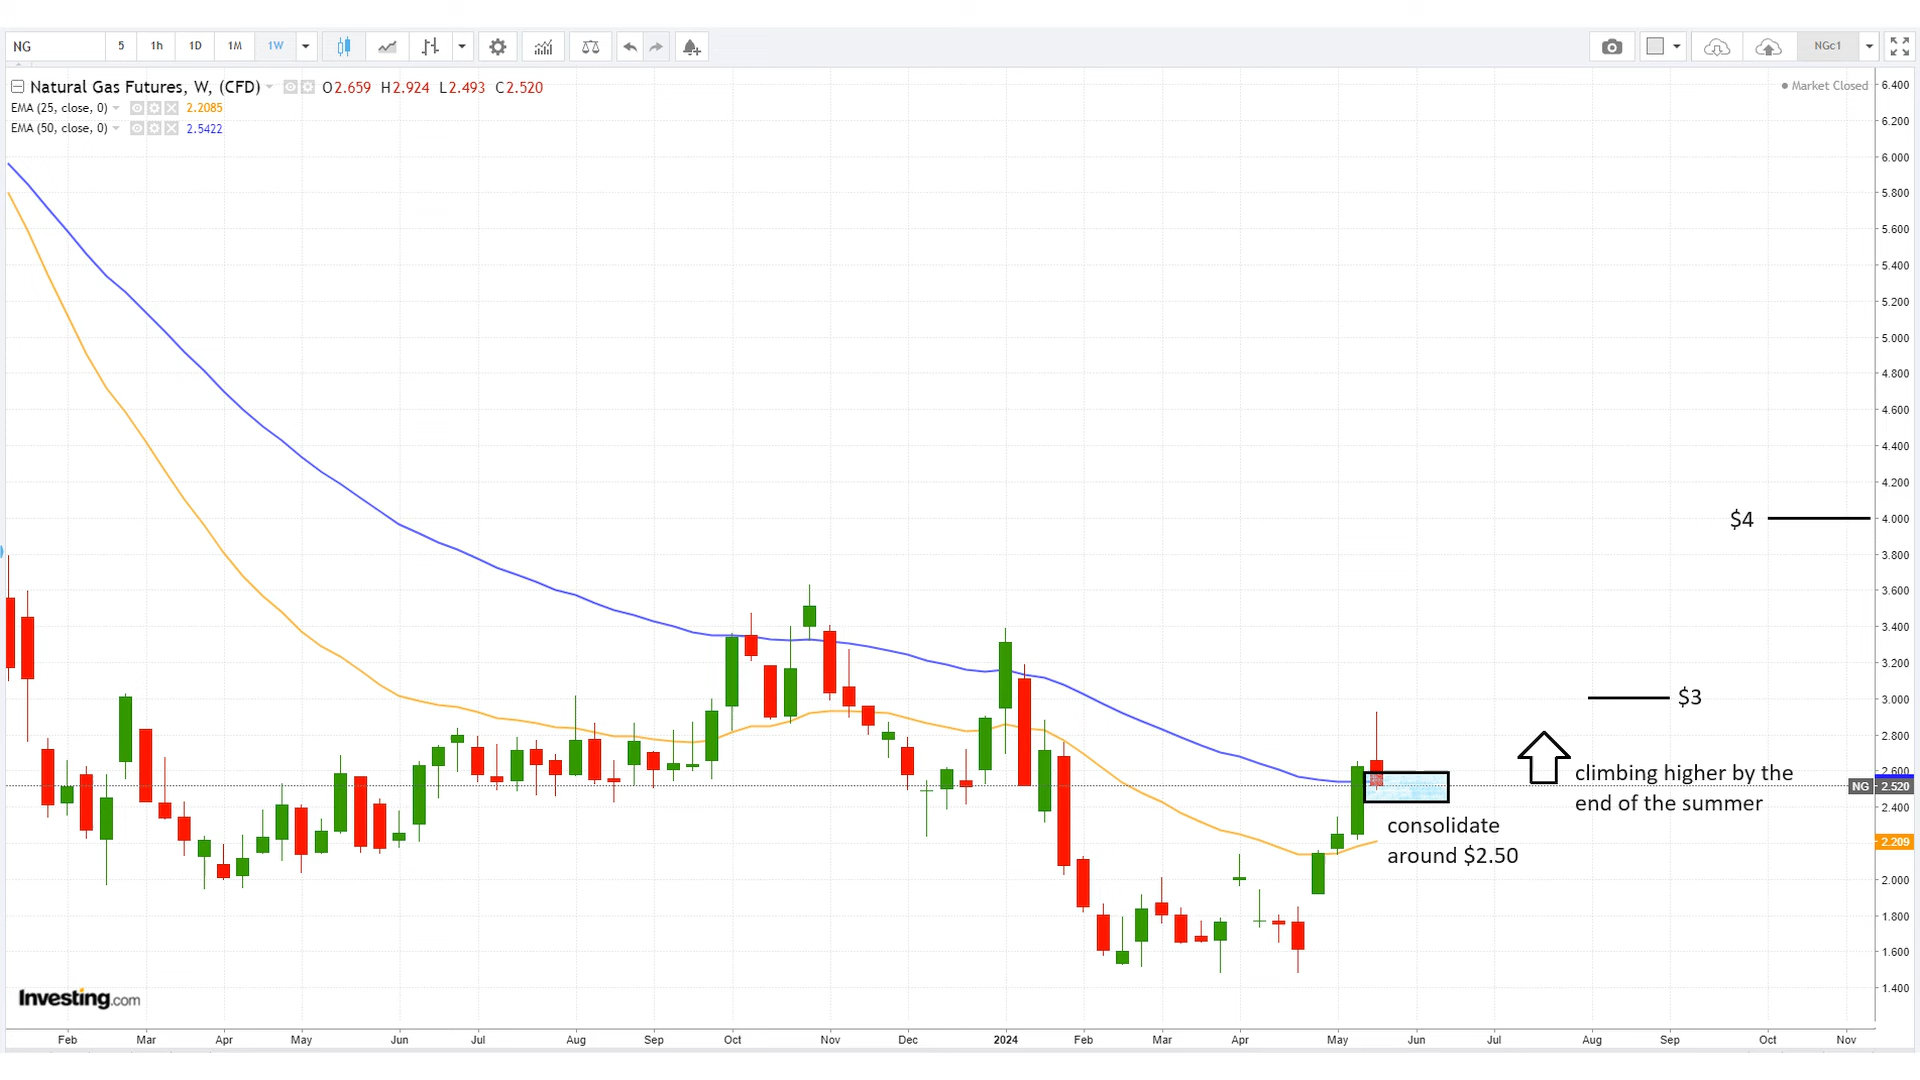 NG 5 1h 1D 1M 1W NGc1
Natural Gas Futures, W, (CFD) O2.659 H2.924 L2.493 C2.520
Market Closed
EMA (25, close, 0) 2.2085
EMA (50, close, 0) 2.5422
6.400
6.200
6.000
5.800
5.600
5.400
5.200
5.000
4.800
4.600
4.400
4.200
$4
4.000
3.800
3.600
3.400
3.200
$3
3.000
2.800
2.600
NG 2.520
climbing higher by the
end of the summer
2.400
consolidate
around $2.50
2.209
2.000
1.800
1.600
1.400
Investing.com
Feb Mar Apr May Jun Jul Aug Sep Oct Nov Dec 2024 Feb Mar Apr May Jun Jul Aug Sep Oct Nov